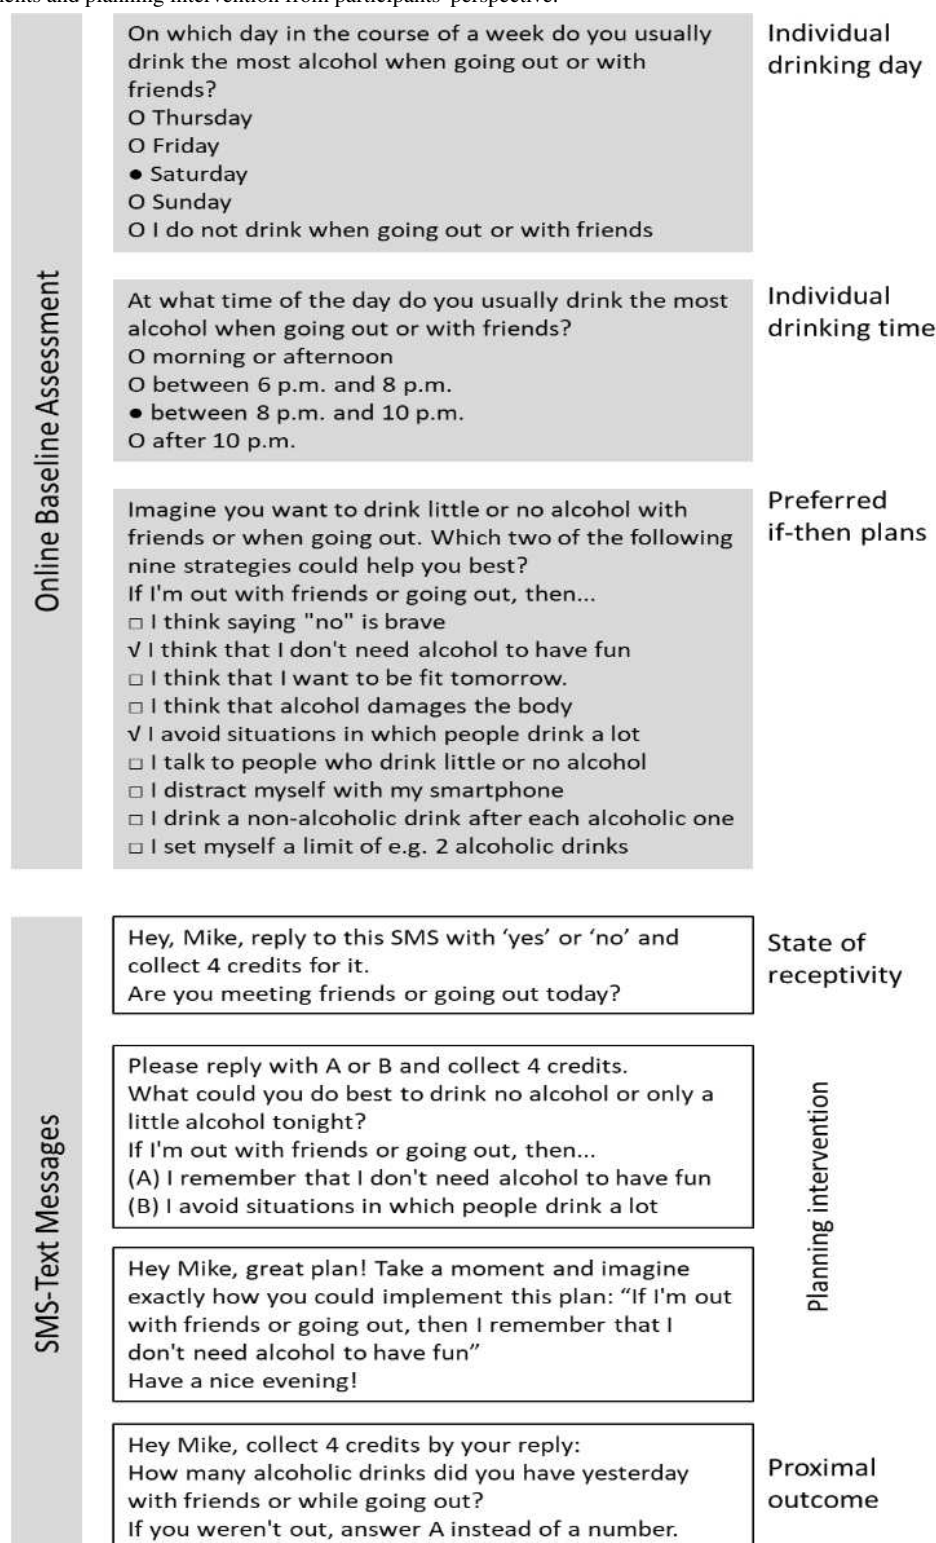 ents and planning intervention from participants' perspective.
On which day in the course of a week do you usually
drink the most alcohol when going out or with
friends?
O Thursday
O Friday
● Saturday
O Sunday
O I do not drink when going out or with friends
Individual
drinking day
At what time of the day do you usually drink the most
alcohol when going out or with friends?
O morning or afternoon
O between 6 p.m. and 8 p.m.
● between 8 p.m. and 10 p.m.
O after 10 p.m.
Individual
drinking time
Imagine you want to drink little or no alcohol with
friends or when going out. Which two of the following
nine strategies could help you best?
If I'm out with friends or going out, then...
□ I think saying "no" is brave
√ I think that I don't need alcohol to have fun
□ I think that I want to be fit tomorrow.
□ I think that alcohol damages the body
√ I avoid situations in which people drink a lot
□ I talk to people who drink little or no alcohol
□ I distract myself with my smartphone
□ I drink a non-alcoholic drink after each alcoholic one
□ I set myself a limit of e.g. 2 alcoholic drinks
Preferred
if-then plans
Online Baseline Assessment
Hey, Mike, reply to this SMS with ‘yes’ or ‘no’ and
collect 4 credits for it.
Are you meeting friends or going out today?
State of
receptivity
Please reply with A or B and collect 4 credits.
What could you do best to drink no alcohol or only a
little alcohol tonight?
If I'm out with friends or going out, then...
(A) I remember that I don't need alcohol to have fun
(B) I avoid situations in which people drink a lot
Hey Mike, great plan! Take a moment and imagine
exactly how you could implement this plan: “If I'm out
with friends or going out, then I remember that I
don't need alcohol to have fun”
Have a nice evening!
Planning intervention
Hey Mike, collect 4 credits by your reply:
How many alcoholic drinks did you have yesterday
with friends or while going out?
If you weren't out, answer A instead of a number.
Proximal
outcome
SMS-Text Messages